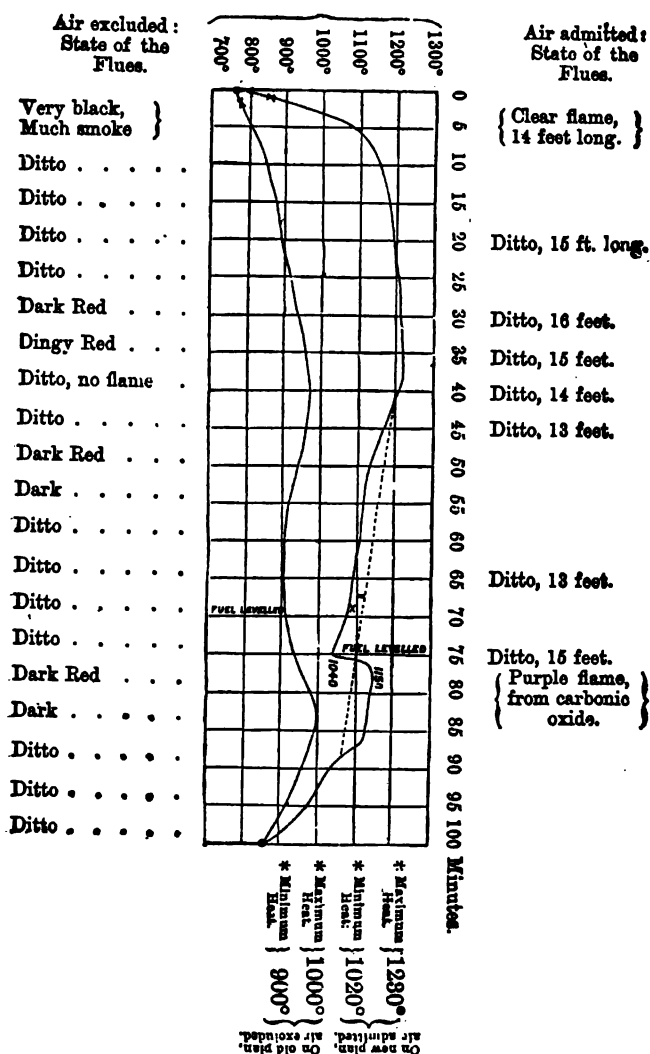 Air excluded :
State of the
Flues.
700°
800°
900°
1000°
1100°
1200°
1300°
Air admitted :
State of the
Flues.
Very black, }
Much smoke
Ditto . . . . .
Ditto . . . . .
Ditto . . . . .
Ditto . . . . .
Dark Red . . .
Dingy Red . . .
Ditto, no flame .
Ditto . . . . .
Dark Red . . .
Dark . . . . .
Ditto . . . . .
Ditto . . . . .
Ditto . . . . .
Ditto . . . . .
Dark Red . . .
Dark . . . . .
Ditto . . . . .
Ditto . . . . .
Ditto . . . . .
0
5
10
15
20
25
30
35
40
45
50
55
60
65
70
75
80
85
90
95
100 Minutes.
{ Clear flame, }
14 feet long.
Ditto, 15 ft. long.
Ditto, 16 feet.
Ditto, 15 feet.
Ditto, 14 feet.
Ditto, 13 feet.
Ditto, 13 feet.
Ditto, 15 feet.
{ Purple flame, }
from carbonic
oxide.
FUEL LEVELLED
FUEL LEVELLED
1040
1150
* Maximum
Heat.
{ 1230°
* Minimum
Heat:
{ 1020°
} On new plan,
air admitted.
* Maximum
Heat.
{ 1000°
* Minimum
Heat.
{ 900°
} On old plan,
air excluded.